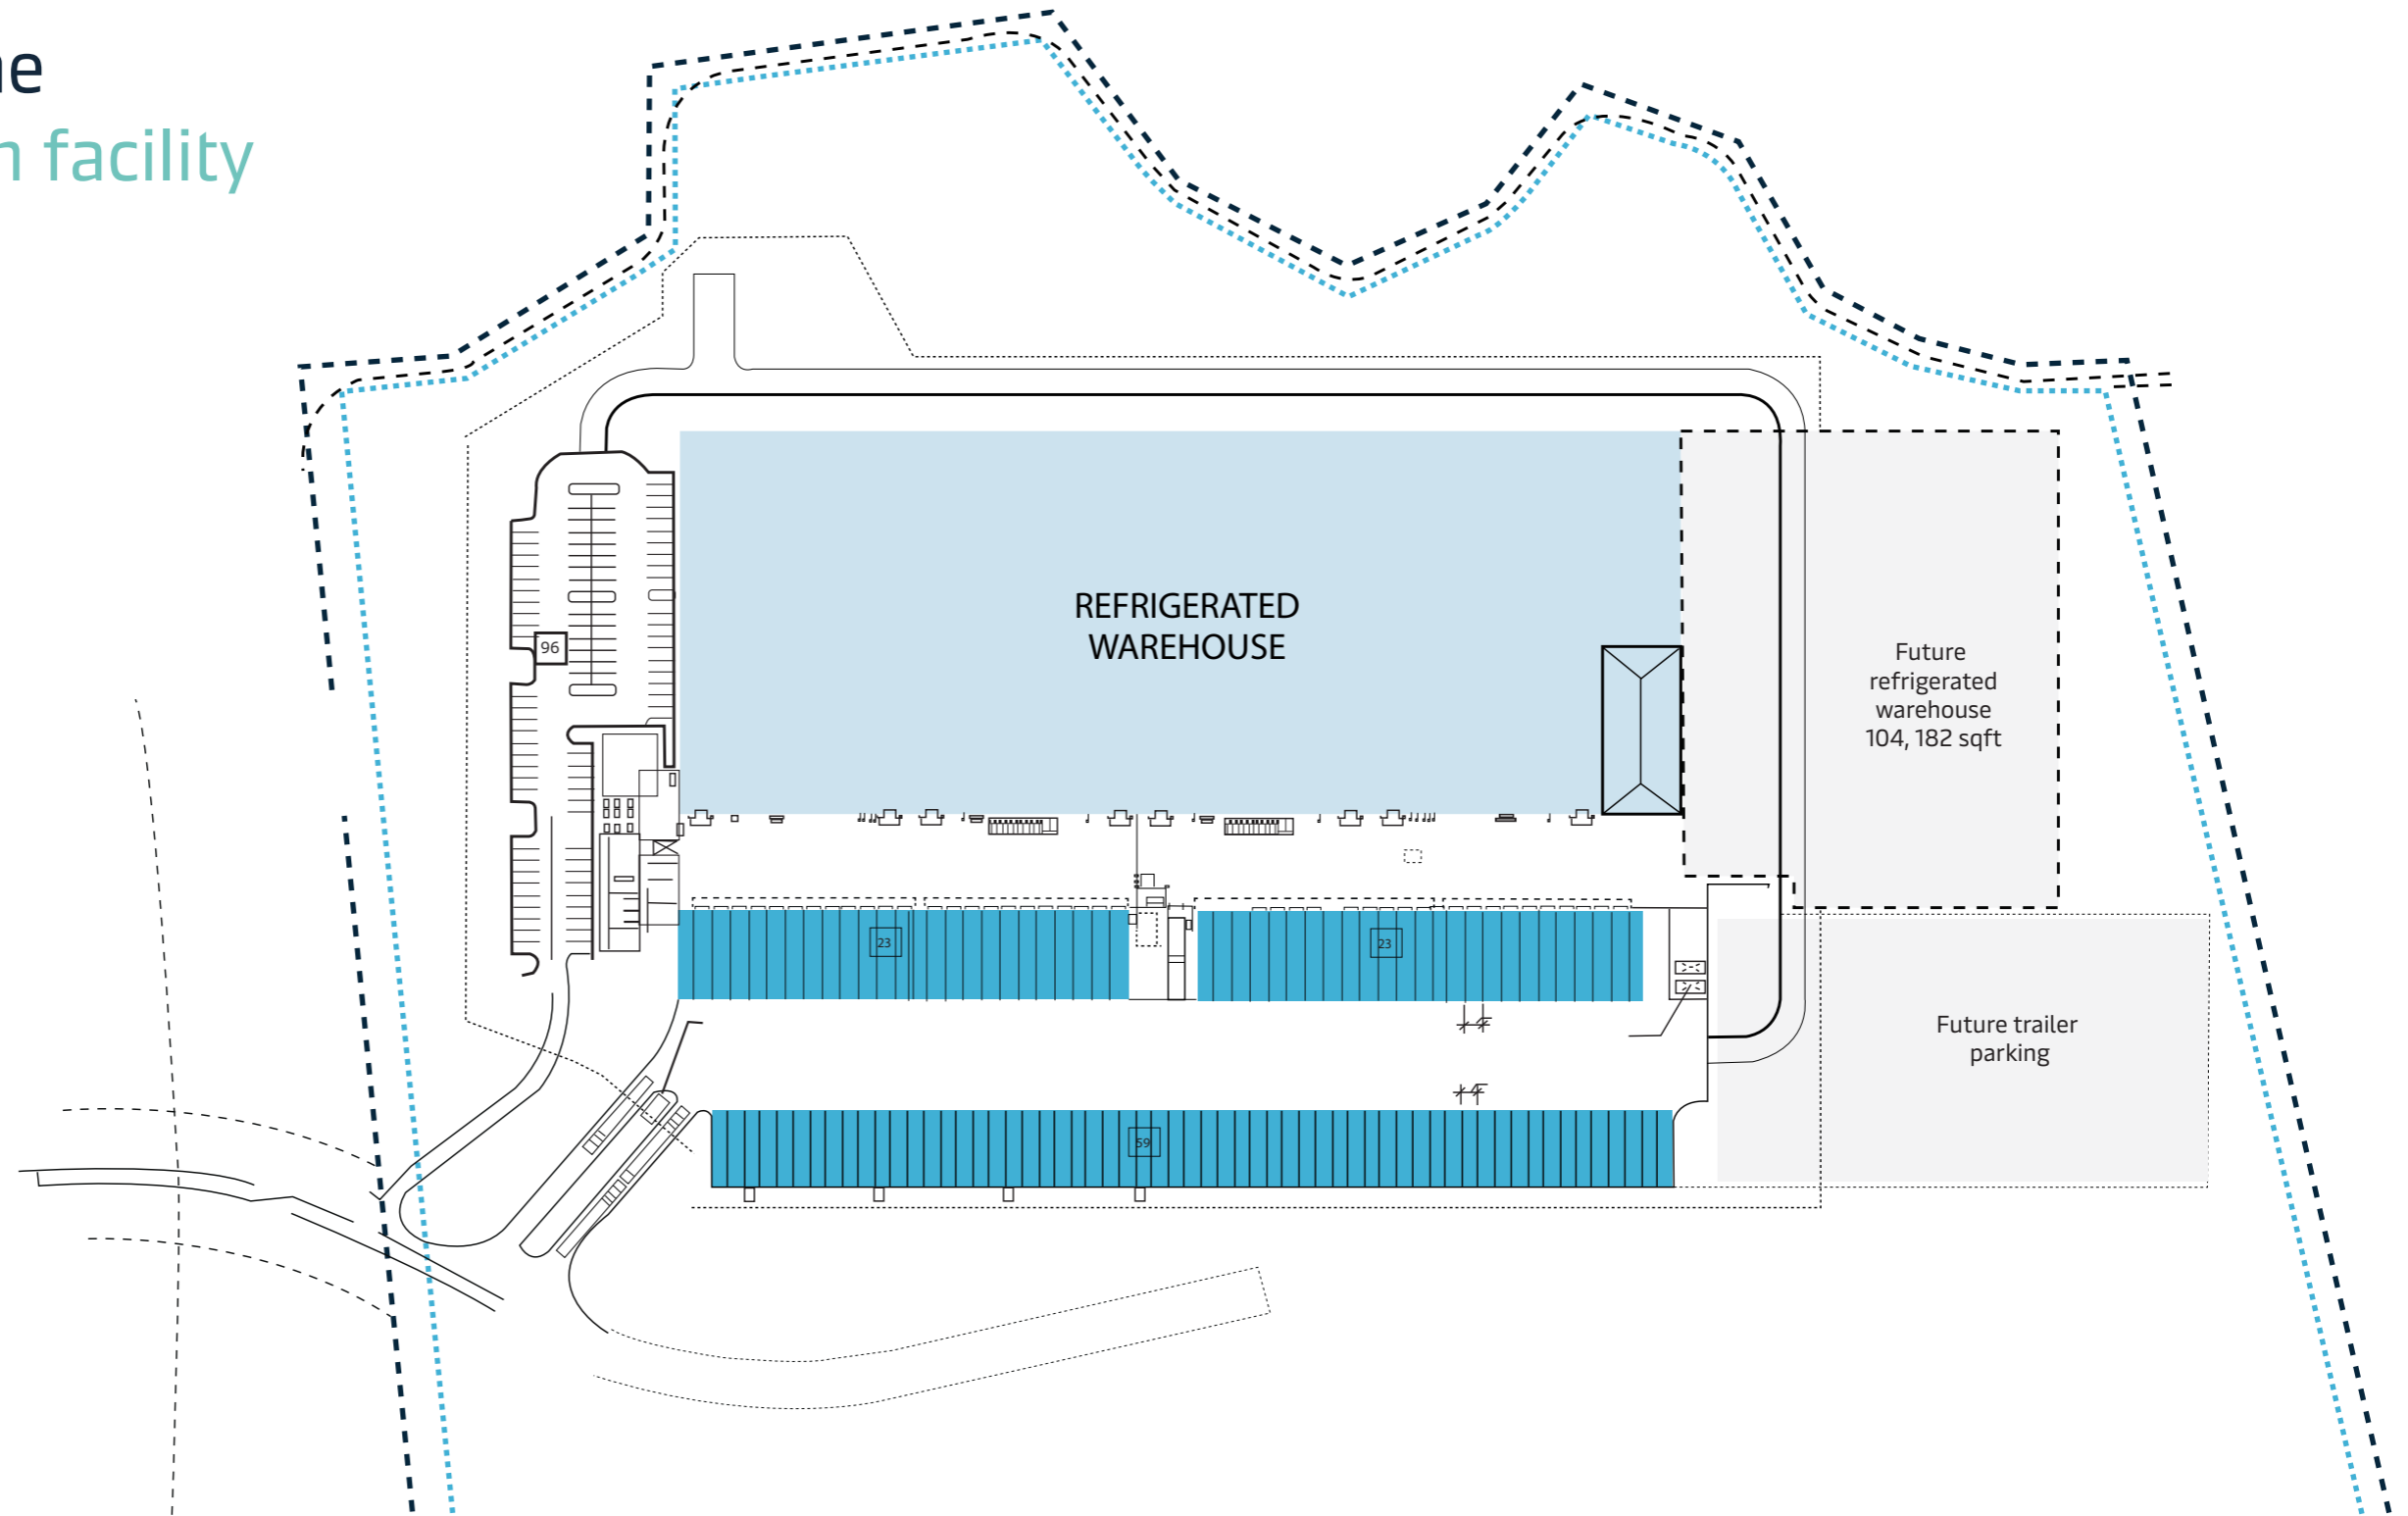 ne
n facility
REFRIGERATED
WAREHOUSE
96
Future
refrigerated
warehouse
104, 182 sqft
23
23
Future trailer
parking
59